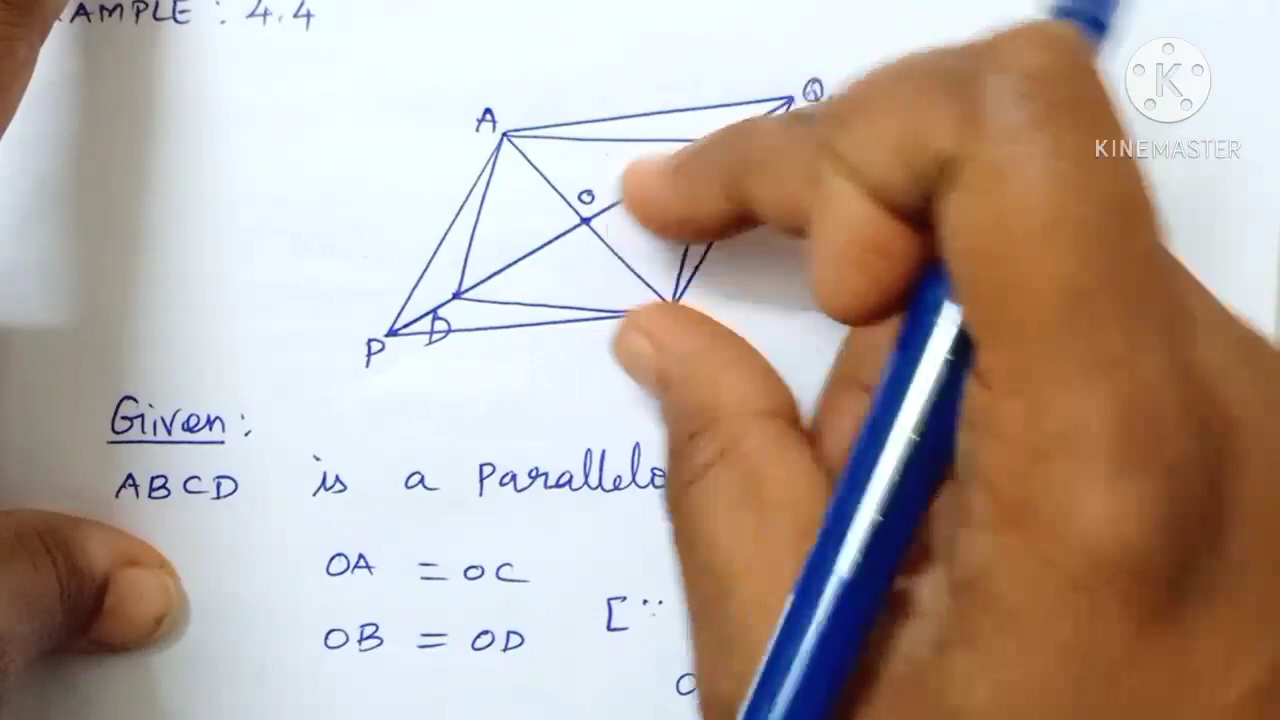 AMPLE : 4.4
KINEMASTER
A
Q
O
P
D
Given :
ABCD is a parallelo
OA = OC
OB = OD [∵